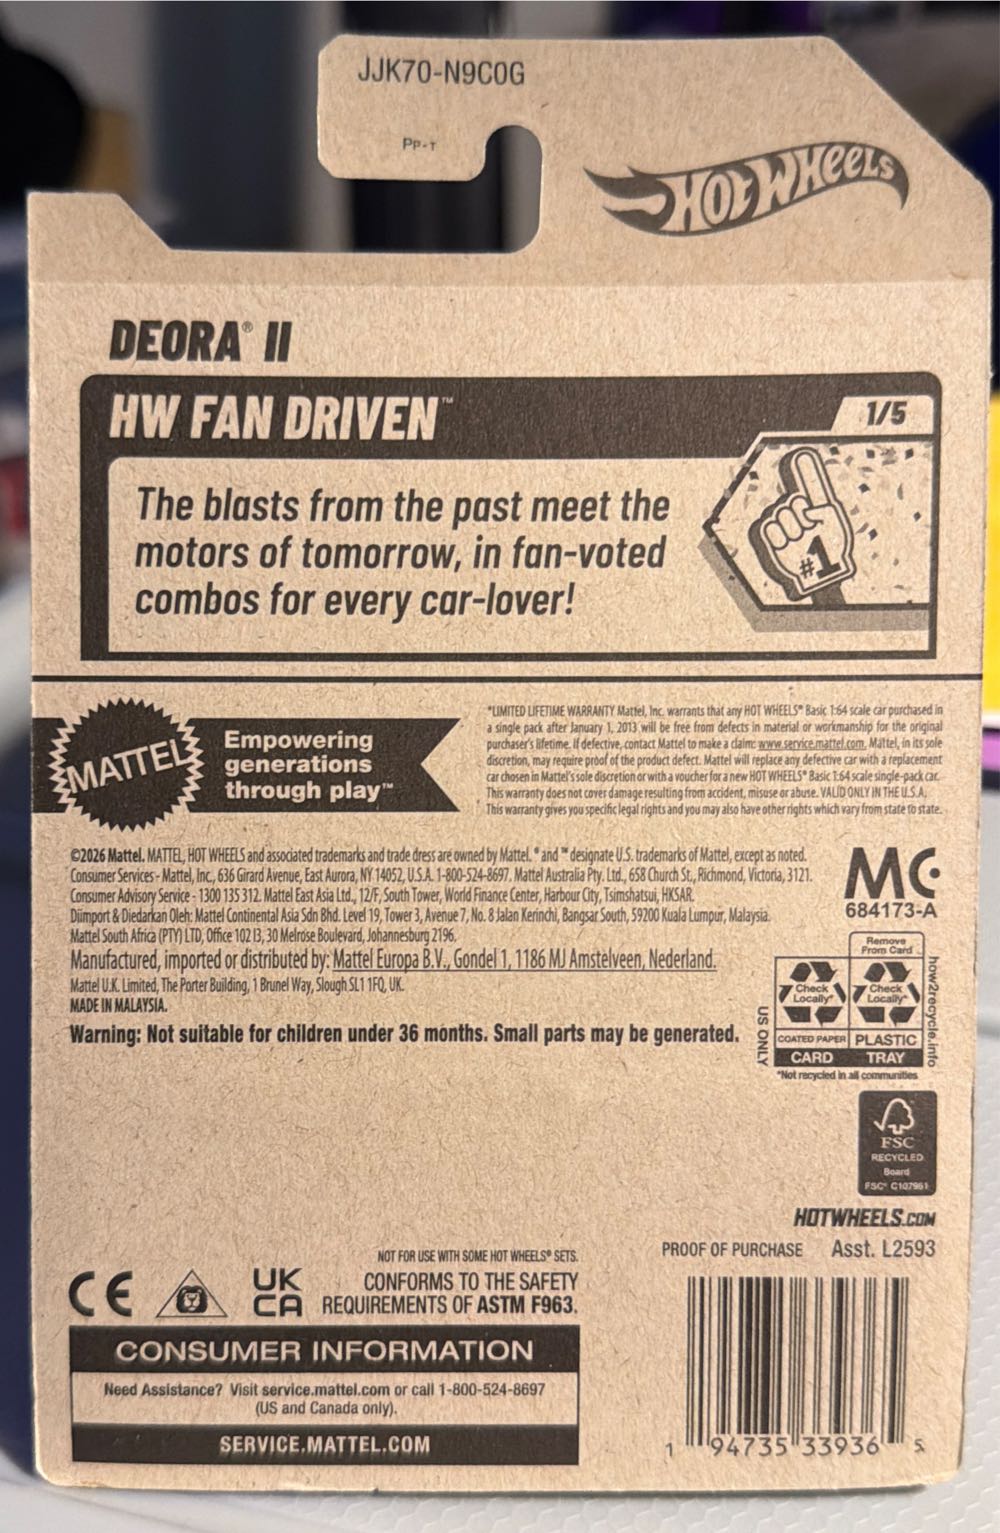 JJK70-N9C0G
PP-T
HOT WHEELS
DEORA® II
HW FAN DRIVEN™
1/5
The blasts from the past meet the
motors of tomorrow, in fan-voted
combos for every car-lover!
#1
MATTEL
Empowering
generations
through play™
*LIMITED LIFETIME WARRANTY Mattel, Inc. warrants that any HOT WHEELS® Basic 1:64 scale car purchased in
a single pack after January 1, 2013 will be free from defects in material or workmanship for the original
purchaser's lifetime. If defective, contact Mattel to make a claim: www.service.mattel.com. Mattel, in its sole
discretion, may require proof of the product defect. Mattel will replace any defective car with a replacement
car chosen in Mattel's sole discretion or with a voucher for a new HOT WHEELS® Basic 1:64 scale single-pack car.
This warranty does not cover damage resulting from accident, misuse or abuse. VALID ONLY IN THE U.S.A.
This warranty gives you specific legal rights and you may also have other rights which vary from state to state.
©2026 Mattel. MATTEL, HOT WHEELS and associated trademarks and trade dress are owned by Mattel. ® and ™ designate U.S. trademarks of Mattel, except as noted.
Consumer Services - Mattel, Inc., 636 Girard Avenue, East Aurora, NY 14052, U.S.A. 1-800-524-8697. Mattel Australia Pty. Ltd., 658 Church St., Richmond, Victoria, 3121.
Consumer Advisory Service - 1300 135 312. Mattel East Asia Ltd., 12/F, South Tower, World Finance Center, Harbour City, Tsimshatsui, HKSAR.
Diimport & Diedarkan Oleh: Mattel Continental Asia Sdn Bhd. Level 19, Tower 3, Avenue 7, No. 8 Jalan Kerinchi, Bangsar South, 59200 Kuala Lumpur, Malaysia.
Mattel South Africa (PTY) LTD, Office 102 I3, 30 Melrose Boulevard, Johannesburg 2196.
Manufactured, imported or distributed by: Mattel Europa B.V., Gondel 1, 1186 MJ Amstelveen, Nederland.
Mattel U.K. Limited, The Porter Building, 1 Brunel Way, Slough SL1 1FQ, UK.
MADE IN MALAYSIA.
Warning: Not suitable for children under 36 months. Small parts may be generated.
MC
684173-A
Remove
From Card
Check
Locally*
Check
Locally*
COATED PAPER
PLASTIC
CARD
TRAY
US ONLY
how2recycle.info
*Not recycled in all communities
FSC
RECYCLED
Board
FSC® C107961
HOTWHEELS.COM
PROOF OF PURCHASE Asst. L2593
NOT FOR USE WITH SOME HOT WHEELS® SETS.
CE
UK
CA
CONFORMS TO THE SAFETY
REQUIREMENTS OF ASTM F963.
CONSUMER INFORMATION
Need Assistance? Visit service.mattel.com or call 1-800-524-8697
(US and Canada only).
SERVICE.MATTEL.COM
1 94735 33936 5